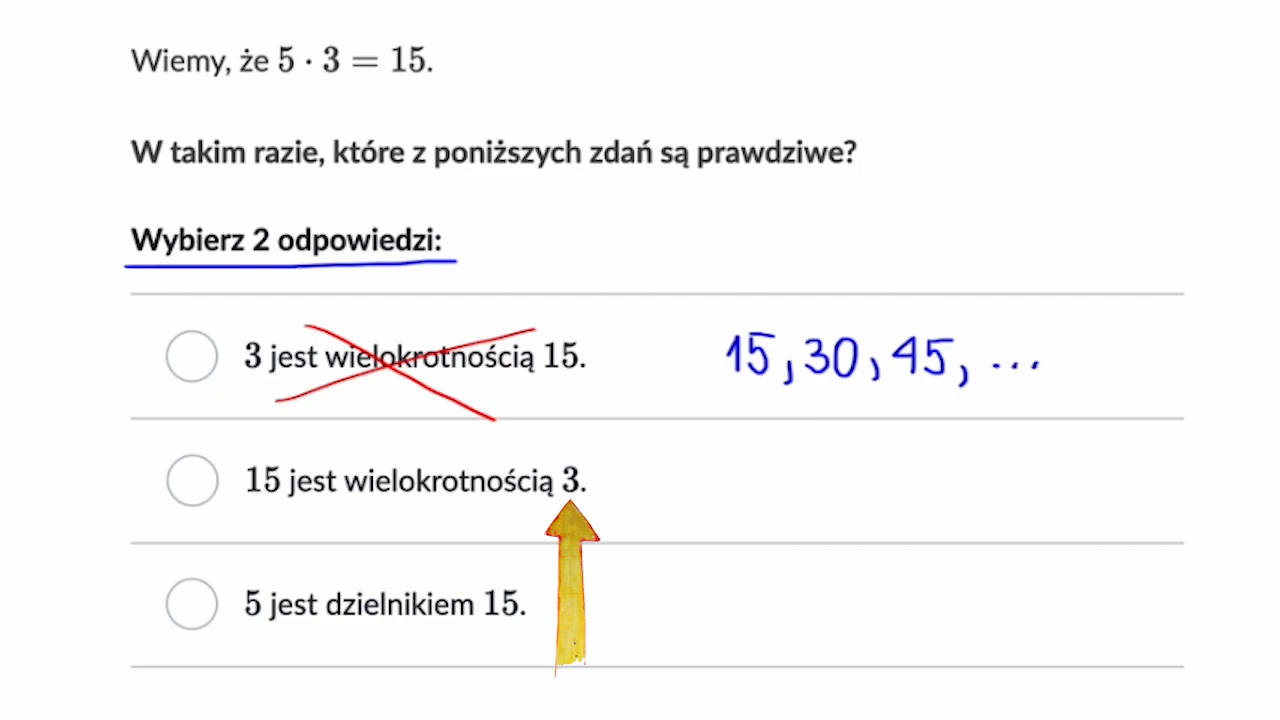 Wiemy, że 5 · 3 = 15.
W takim razie, które z poniższych zdań są prawdziwe?
Wybierz 2 odpowiedzi:
3 jest wielokrotnością 15.
15, 30, 45, ...
15 jest wielokrotnością 3.
5 jest dzielnikiem 15.